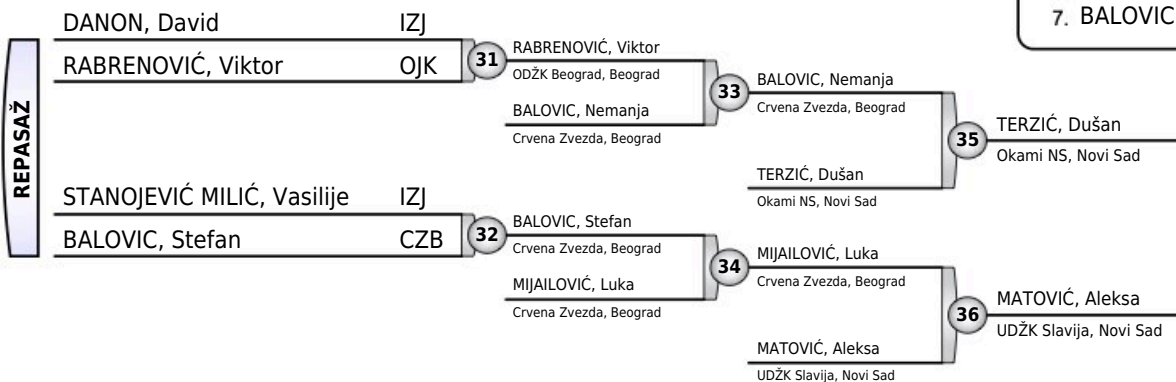 7. BALOVIC
REPASAŽ
DANON, David IZJ
RABRENOVIĆ, Viktor OJK
31
RABRENOVIĆ, Viktor
ODŽK Beograd, Beograd
BALOVIC, Nemanja
Crvena Zvezda, Beograd
33
BALOVIC, Nemanja
Crvena Zvezda, Beograd
TERZIĆ, Dušan
Okami NS, Novi Sad
35
TERZIĆ, Dušan
Okami NS, Novi Sad
STANOJEVIĆ MILIĆ, Vasilije IZJ
BALOVIC, Stefan CZB
32
BALOVIC, Stefan
Crvena Zvezda, Beograd
MIJAILOVIĆ, Luka
Crvena Zvezda, Beograd
34
MIJAILOVIĆ, Luka
Crvena Zvezda, Beograd
MATOVIĆ, Aleksa
UDŽK Slavija, Novi Sad
36
MATOVIĆ, Aleksa
UDŽK Slavija, Novi Sad